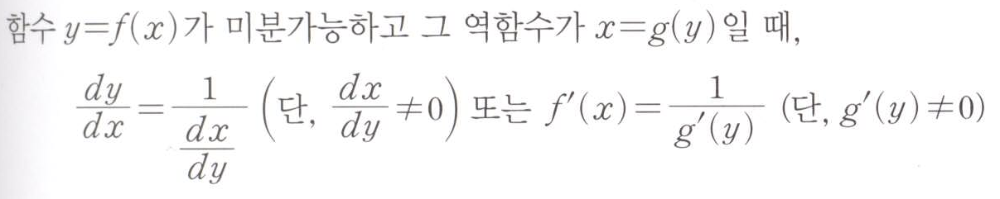 함수 y=f(x)가 미분가능하고 그 역함수가 x=g(y)일 때,
dy/dx = 1/(dx/dy) (단, dx/dy ≠0) 또는 f′(x)=1/g′(y) (단, g′(y)≠0)